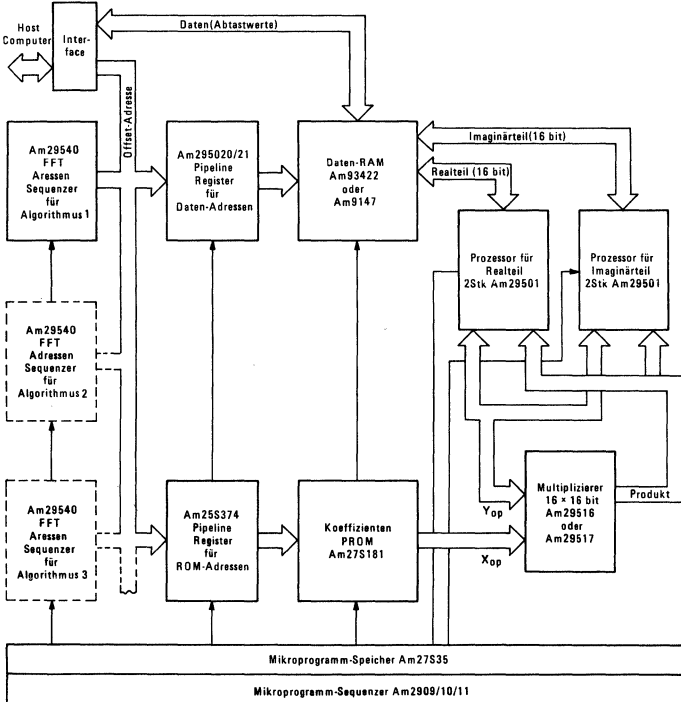 Host
Computer
Inter-
face
Daten(Abtastwerte)
Offset-Adresse
Am29540
FFT
Aressen
Sequenzer
für
Algorithmus 1
Am295020/21
Pipeline
Register
für
Daten-Adressen
Daten-RAM
Am93422
oder
Am9147
Imaginärteil(16 bit)
Realteil (16 bit)
Prozessor für
Realteil
2Stk Am29501
Prozessor für
Imaginärteil
2Stk Am29501
Am29540
FFT
Adressen
Sequenzer
für
Algorithmus 2
Am29540
FFT
Aressen
Sequenzer
für
Algorithmus 3
Am25S374
Pipeline
Register
für
ROM-Adressen
Koeffizienten
PROM
Am27S181
Yop
Xop
Multiplizierer
16 × 16 bit
Am29516
oder
Am29517
Produkt
Mikroprogramm-Speicher Am27S35
Mikroprogramm-Sequenzer Am2909/10/11